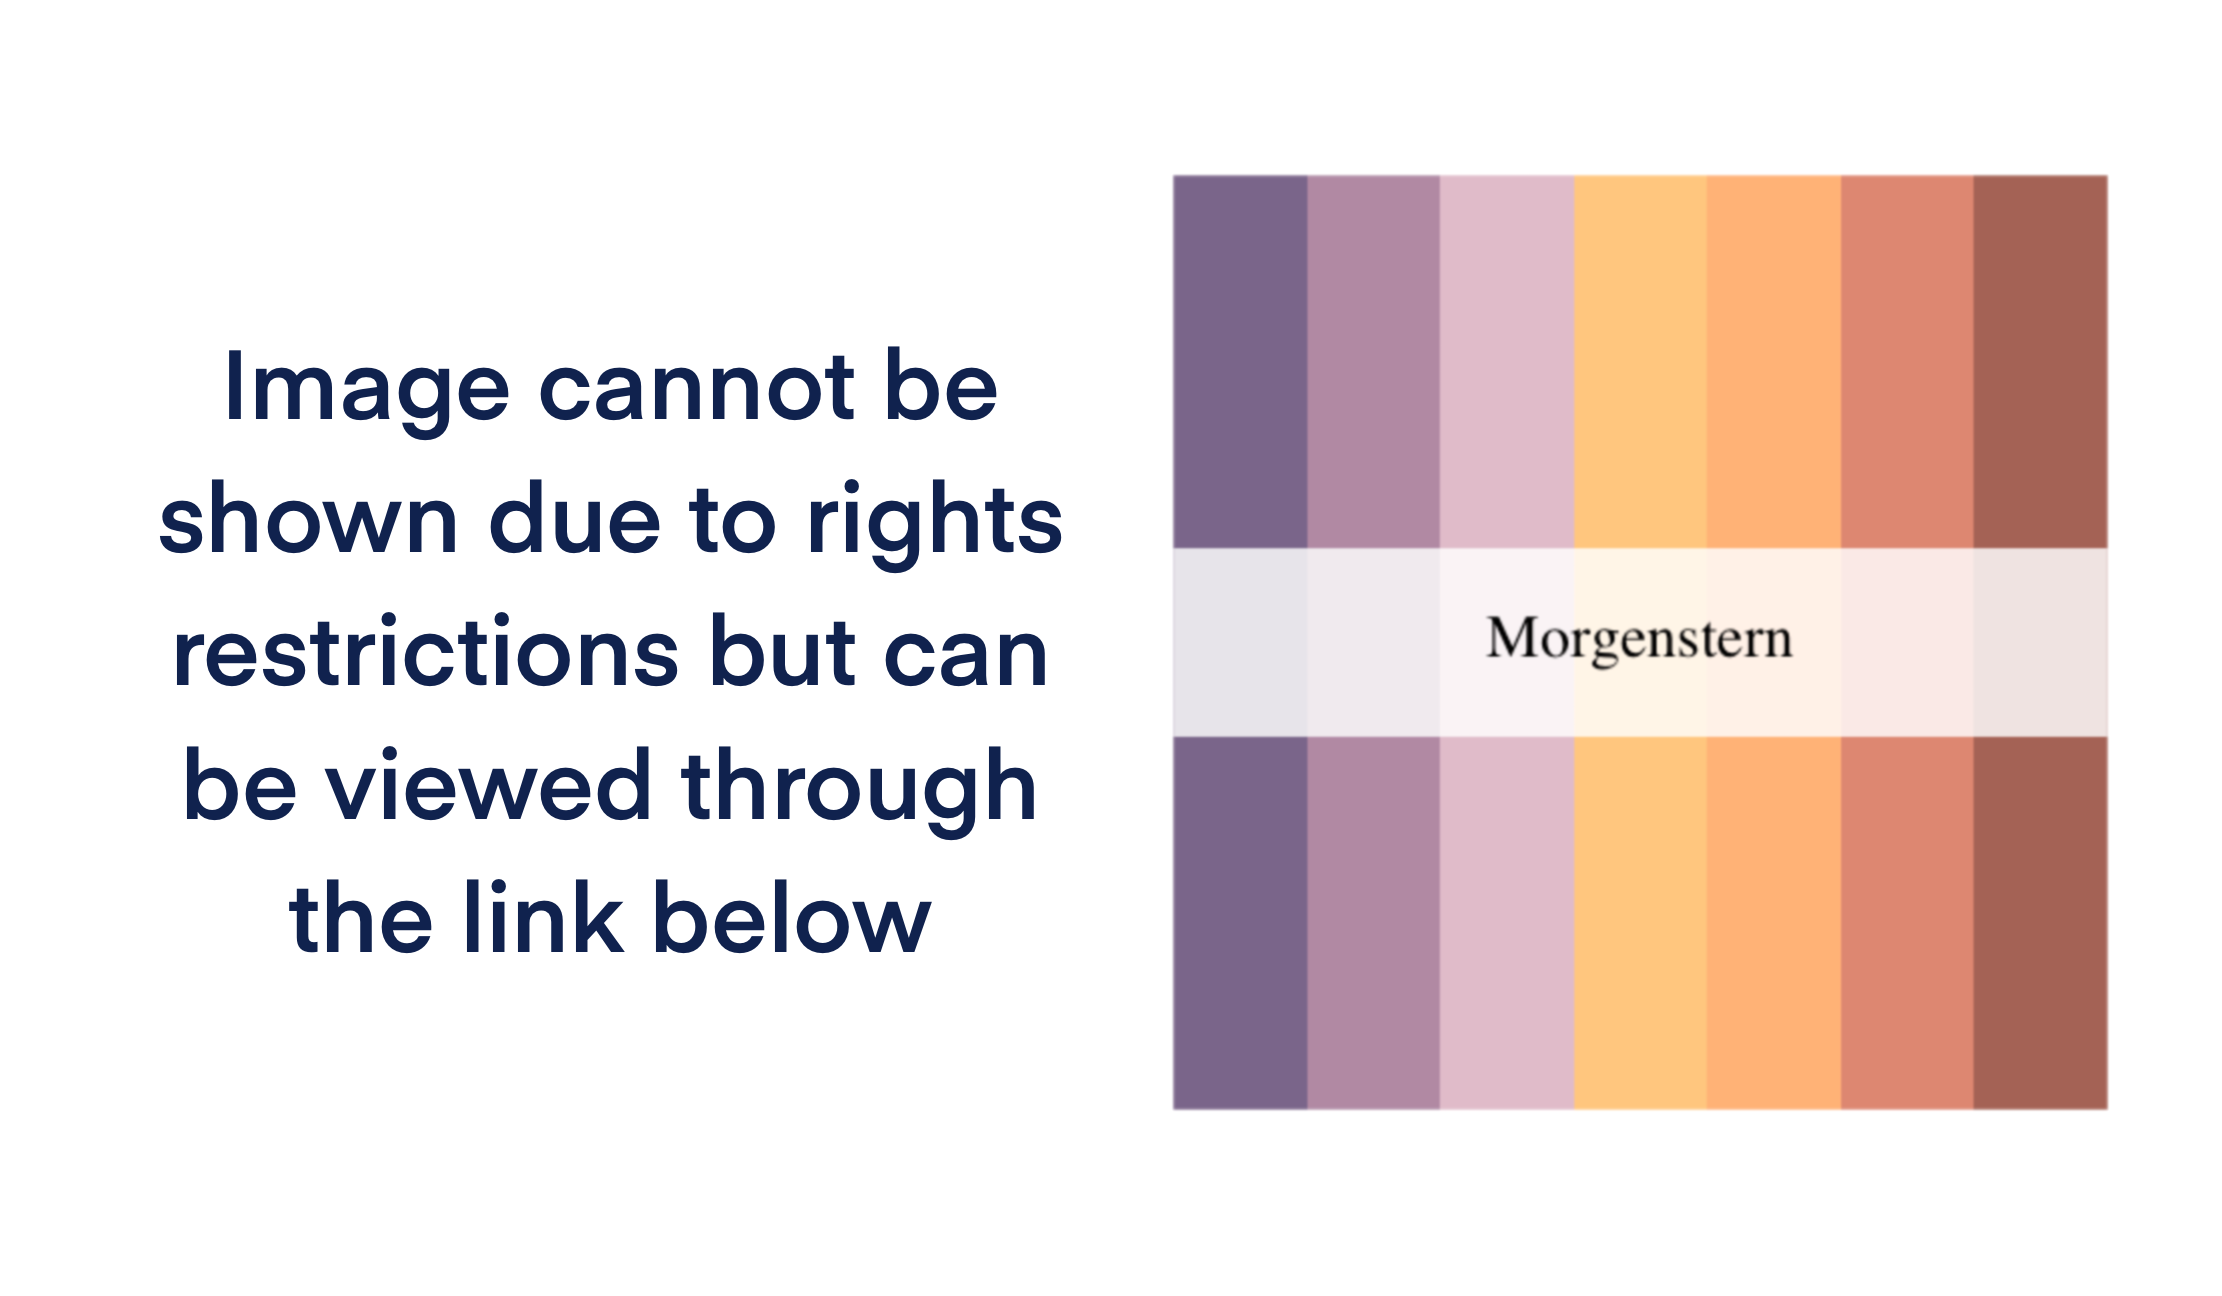 Image cannot be
shown due to rights
restrictions but can
be viewed through
the link below
Morgenstern